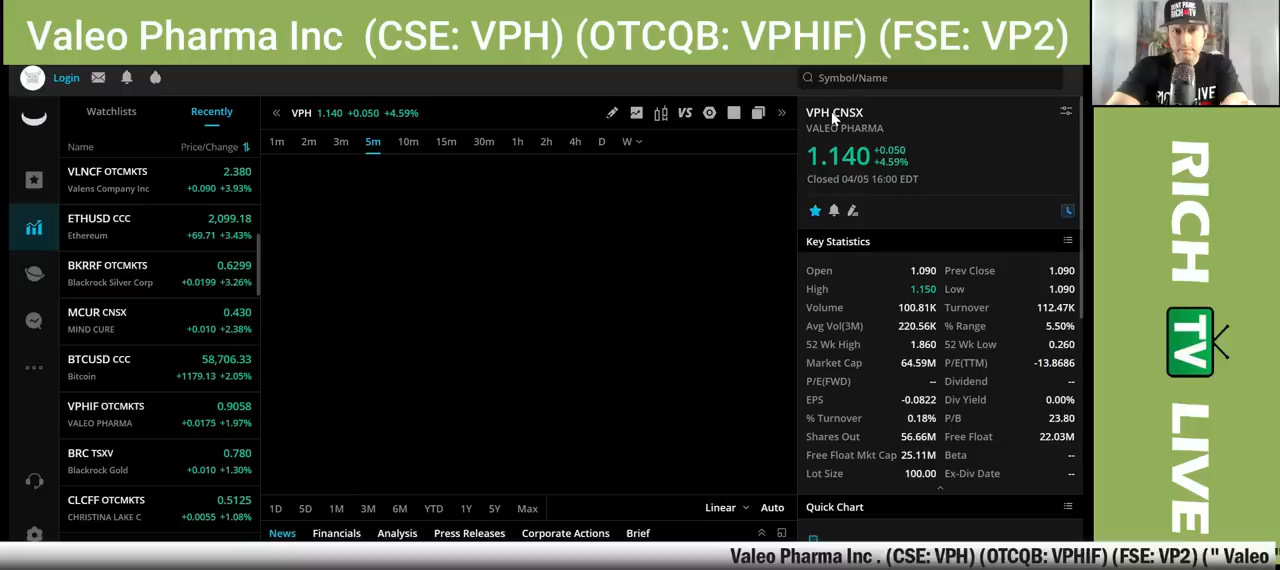 Valeo Pharma Inc (CSE: VPH) (OTCQB: VPHIF) (FSE: VP2)
DON'T PANIC
RICH TV
Login
Symbol/Name
Watchlists Recently
Name Price/Change
VLNCF OTCMKTS 2.380
Valens Company Inc +0.090 +3.93%
ETHUSD CCC 2,099.18
Ethereum +69.71 +3.43%
BKRRF OTCMKTS 0.6299
Blackrock Silver Corp +0.0199 +3.26%
MCUR CNSX 0.430
MIND CURE +0.010 +2.38%
BTCUSD CCC 58,706.33
Bitcoin +1179.13 +2.05%
VPHIF OTCMKTS 0.9058
VALEO PHARMA +0.0175 +1.97%
BRC TSXV 0.780
Blackrock Gold +0.010 +1.30%
CLCFF OTCMKTS 0.5125
CHRISTINA LAKE C +0.0055 +1.08%
VPH 1.140 +0.050 +4.59% VS
1m 2m 3m 5m 10m 15m 30m 1h 2h 4h D W
1D 5D 1M 3M 6M YTD 1Y 5Y Max Linear Auto
News Financials Analysis Press Releases Corporate Actions Brief
VPH CNSX
VALEO PHARMA
1.140 +0.050
+4.59%
Closed 04/05 16:00 EDT
Key Statistics
Open 1.090 Prev Close 1.090
High 1.150 Low 1.090
Volume 100.81K Turnover 112.47K
Avg Vol(3M) 220.56K % Range 5.50%
52 Wk High 1.860 52 Wk Low 0.260
Market Cap 64.59M P/E(TTM) -13.8686
P/E(FWD) -- Dividend --
EPS -0.0822 Div Yield 0.00%
% Turnover 0.18% P/B 23.80
Shares Out 56.66M Free Float 22.03M
Free Float Mkt Cap 25.11M Beta --
Lot Size 100.00 Ex-Div Date --
Quick Chart
RICH TV LIVE
Valeo Pharma Inc . (CSE: VPH) (OTCQB: VPHIF) (FSE: VP2) (" Valeo "